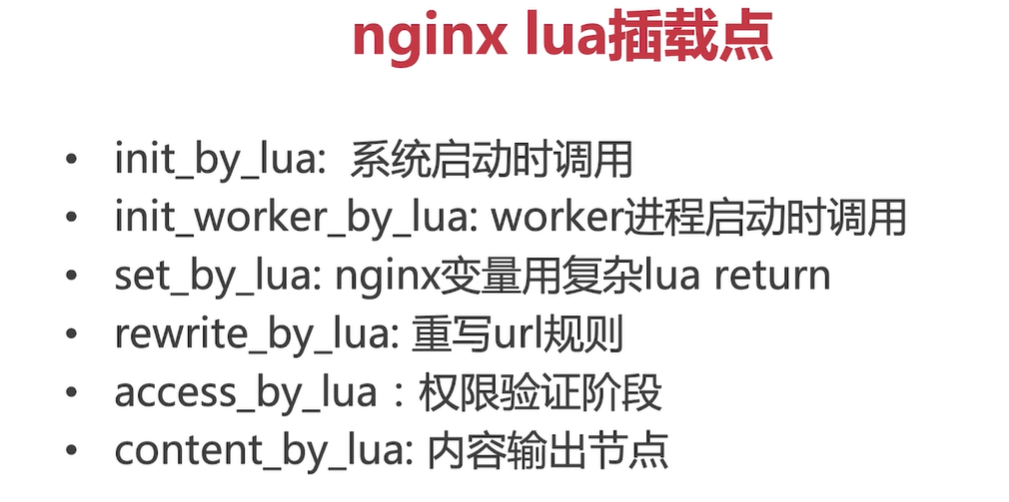 nginx lua插载点
• init_by_lua: 系统启动时调用
• init_worker_by_lua: worker进程启动时调用
• set_by_lua: nginx变量用复杂lua return
• rewrite_by_lua: 重写url规则
• access_by_lua：权限验证阶段
• content_by_lua: 内容输出节点